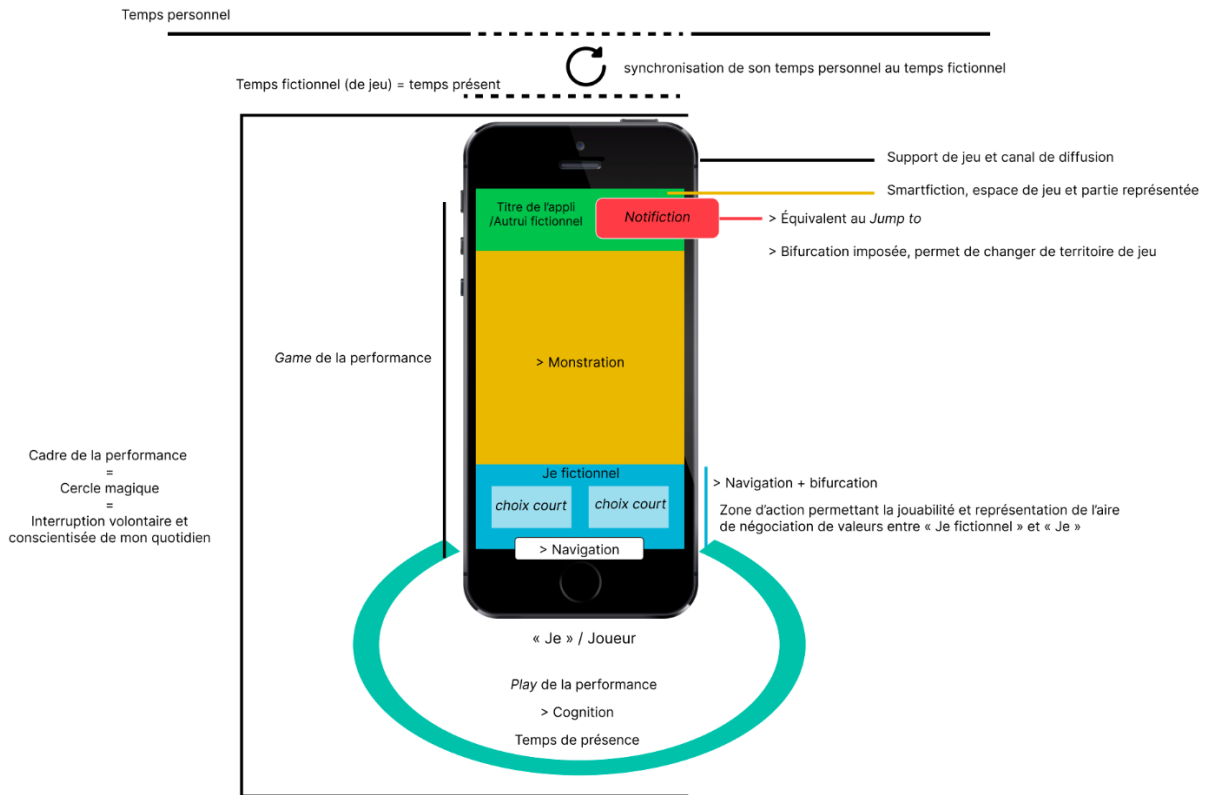 Temps personnel
synchronisation de son temps personnel au temps fictionnel
Temps fictionnel (de jeu) = temps présent
Support de jeu et canal de diffusion
Smartfiction, espace de jeu et partie représentée
Titre de l'appli
/Autrui fictionnel
Notifiction
> Équivalent au Jump to
> Bifurcation imposée, permet de changer de territoire de jeu
Game de la performance
> Monstration
Cadre de la performance
=
Cercle magique
=
Interruption volontaire et
conscientisée de mon quotidien
Je fictionnel
choix court
choix court
> Navigation
> Navigation + bifurcation
Zone d'action permettant la jouabilité et représentation de l'aire
de négociation de valeurs entre « Je fictionnel » et « Je »
« Je » / Joueur
Play de la performance
> Cognition
Temps de présence